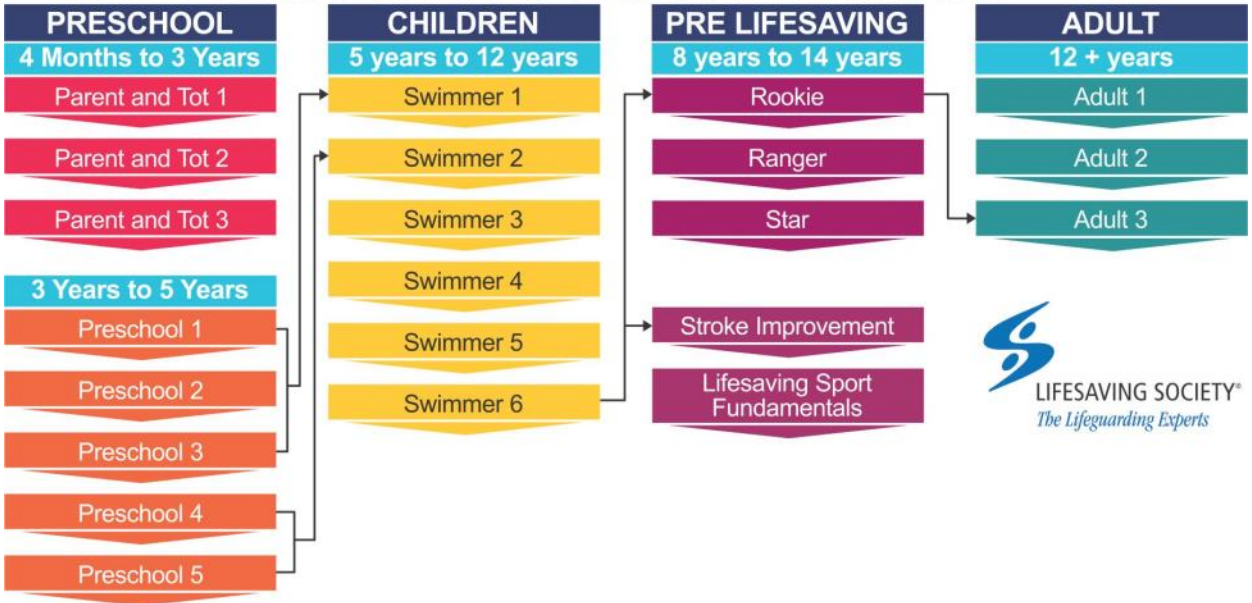 PRESCHOOL
4 Months to 3 Years
Parent and Tot 1
Parent and Tot 2
Parent and Tot 3
3 Years to 5 Years
Preschool 1
Preschool 2
Preschool 3
Preschool 4
Preschool 5
CHILDREN
5 years to 12 years
Swimmer 1
Swimmer 2
Swimmer 3
Swimmer 4
Swimmer 5
Swimmer 6
PRE LIFESAVING
8 years to 14 years
Rookie
Ranger
Star
Stroke Improvement
Lifesaving Sport
Fundamentals
ADULT
12 + years
Adult 1
Adult 2
Adult 3
LIFESAVING SOCIETY®
The Lifeguarding Experts